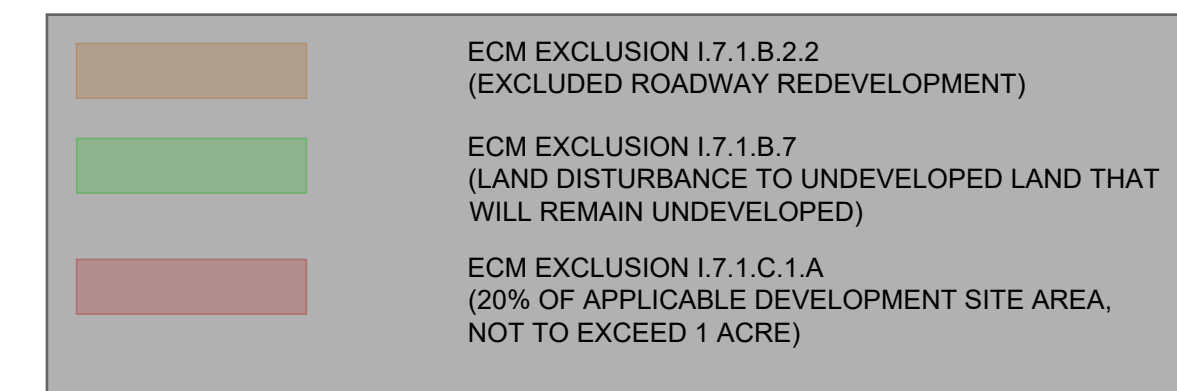 ECM EXCLUSION I.7.1.B.2.2
(EXCLUDED ROADWAY REDEVELOPMENT)
ECM EXCLUSION I.7.1.B.7
(LAND DISTURBANCE TO UNDEVELOPED LAND THAT
WILL REMAIN UNDEVELOPED)
ECM EXCLUSION I.7.1.C.1.A
(20% OF APPLICABLE DEVELOPMENT SITE AREA,
NOT TO EXCEED 1 ACRE)